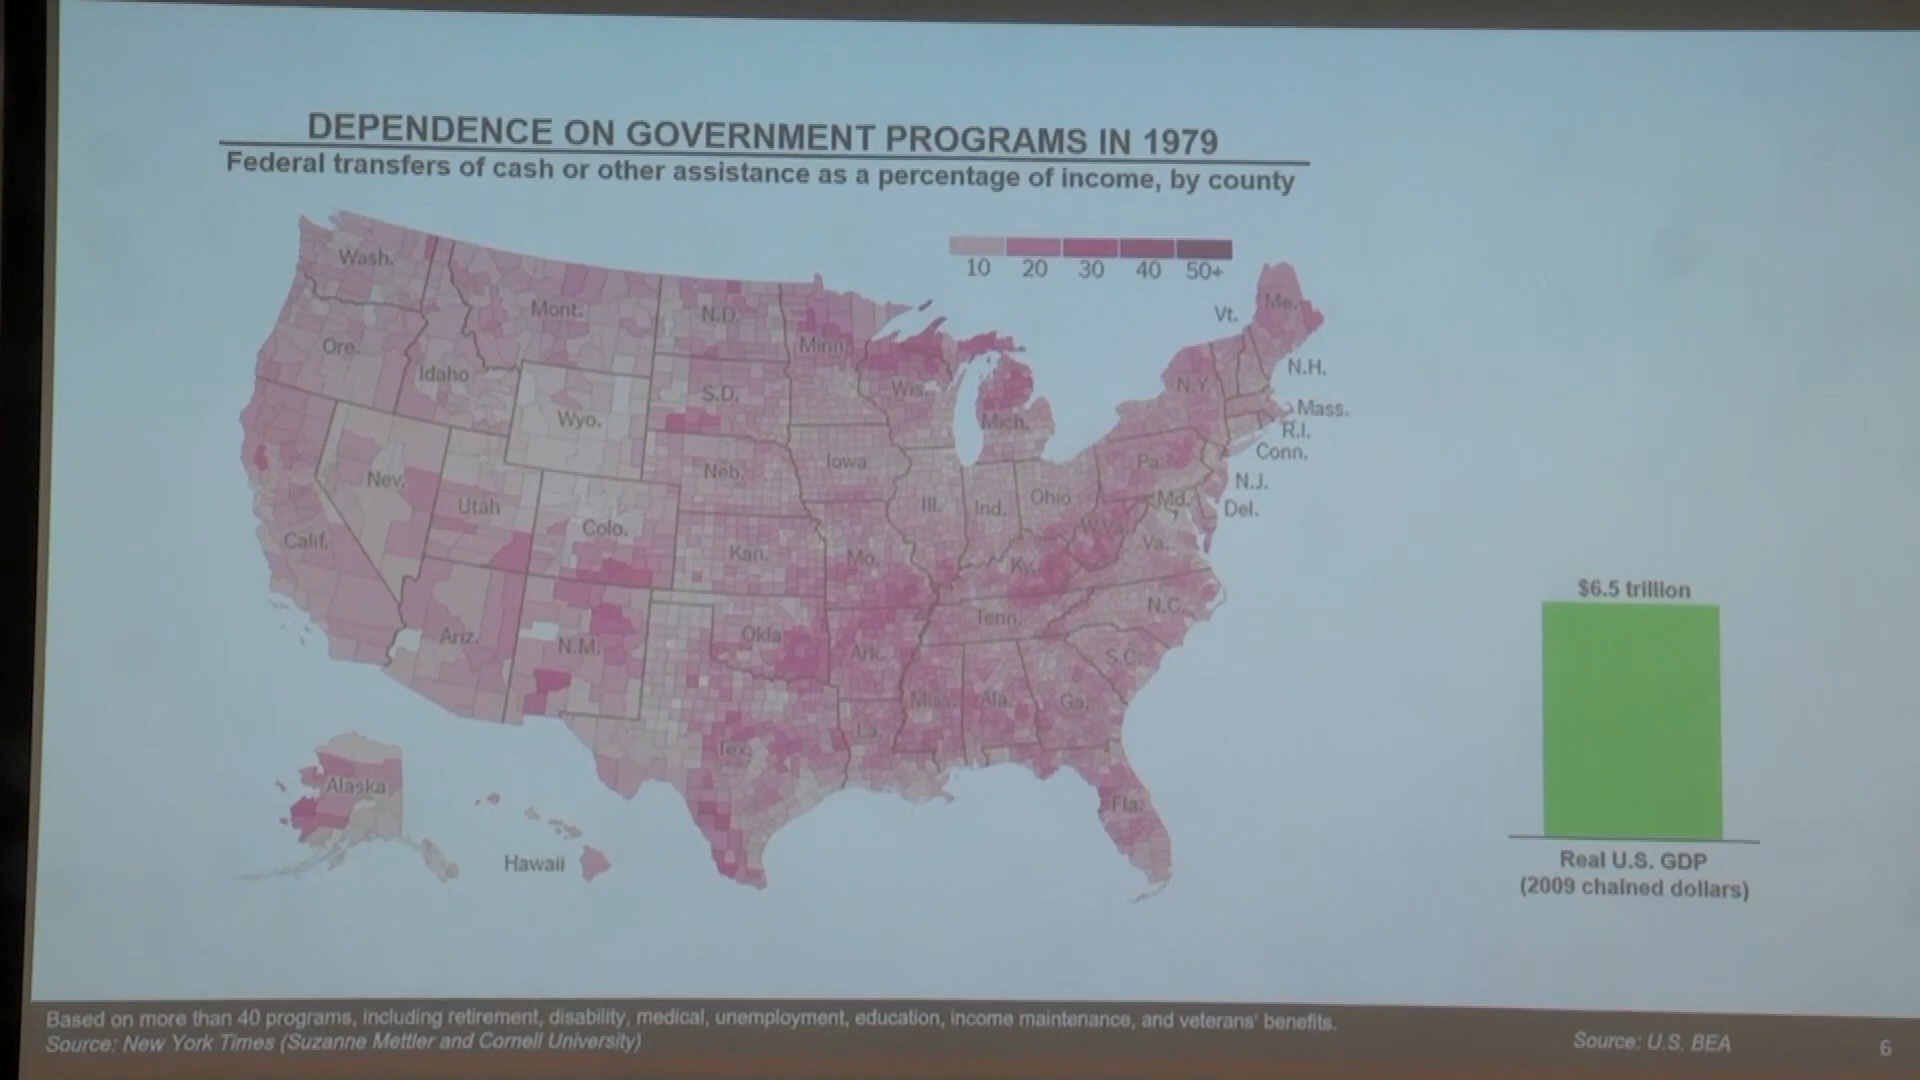 DEPENDENCE ON GOVERNMENT PROGRAMS IN 1979
Federal transfers of cash or other assistance as a percentage of income, by county
10 20 30 40 50+
Wash.
Mont.
N.D.
Minn.
Vt.
Me.
Ore.
Idaho
S.D.
Wis.
Mich.
N.Y.
N.H.
Wyo.
Mass.
R.I.
Conn.
Nev.
Utah
Colo.
Neb.
Iowa
Ill.
Ind.
Ohio
Pa.
Md.
N.J.
Del.
Calif.
Kan.
Mo.
Ky.
W.Va.
Va.
Ariz.
N.M.
Okla.
Ark.
Tenn.
N.C.
S.C.
Tex.
La.
Miss.
Ala.
Ga.
Fla.
Alaska
Hawaii
$6.5 trillion
Real U.S. GDP
(2009 chained dollars)
Based on more than 40 programs, including retirement, disability, medical, unemployment, education, income maintenance, and veterans' benefits.
Source: New York Times (Suzanne Mettler and Cornell University)
Source: U.S. BEA
6